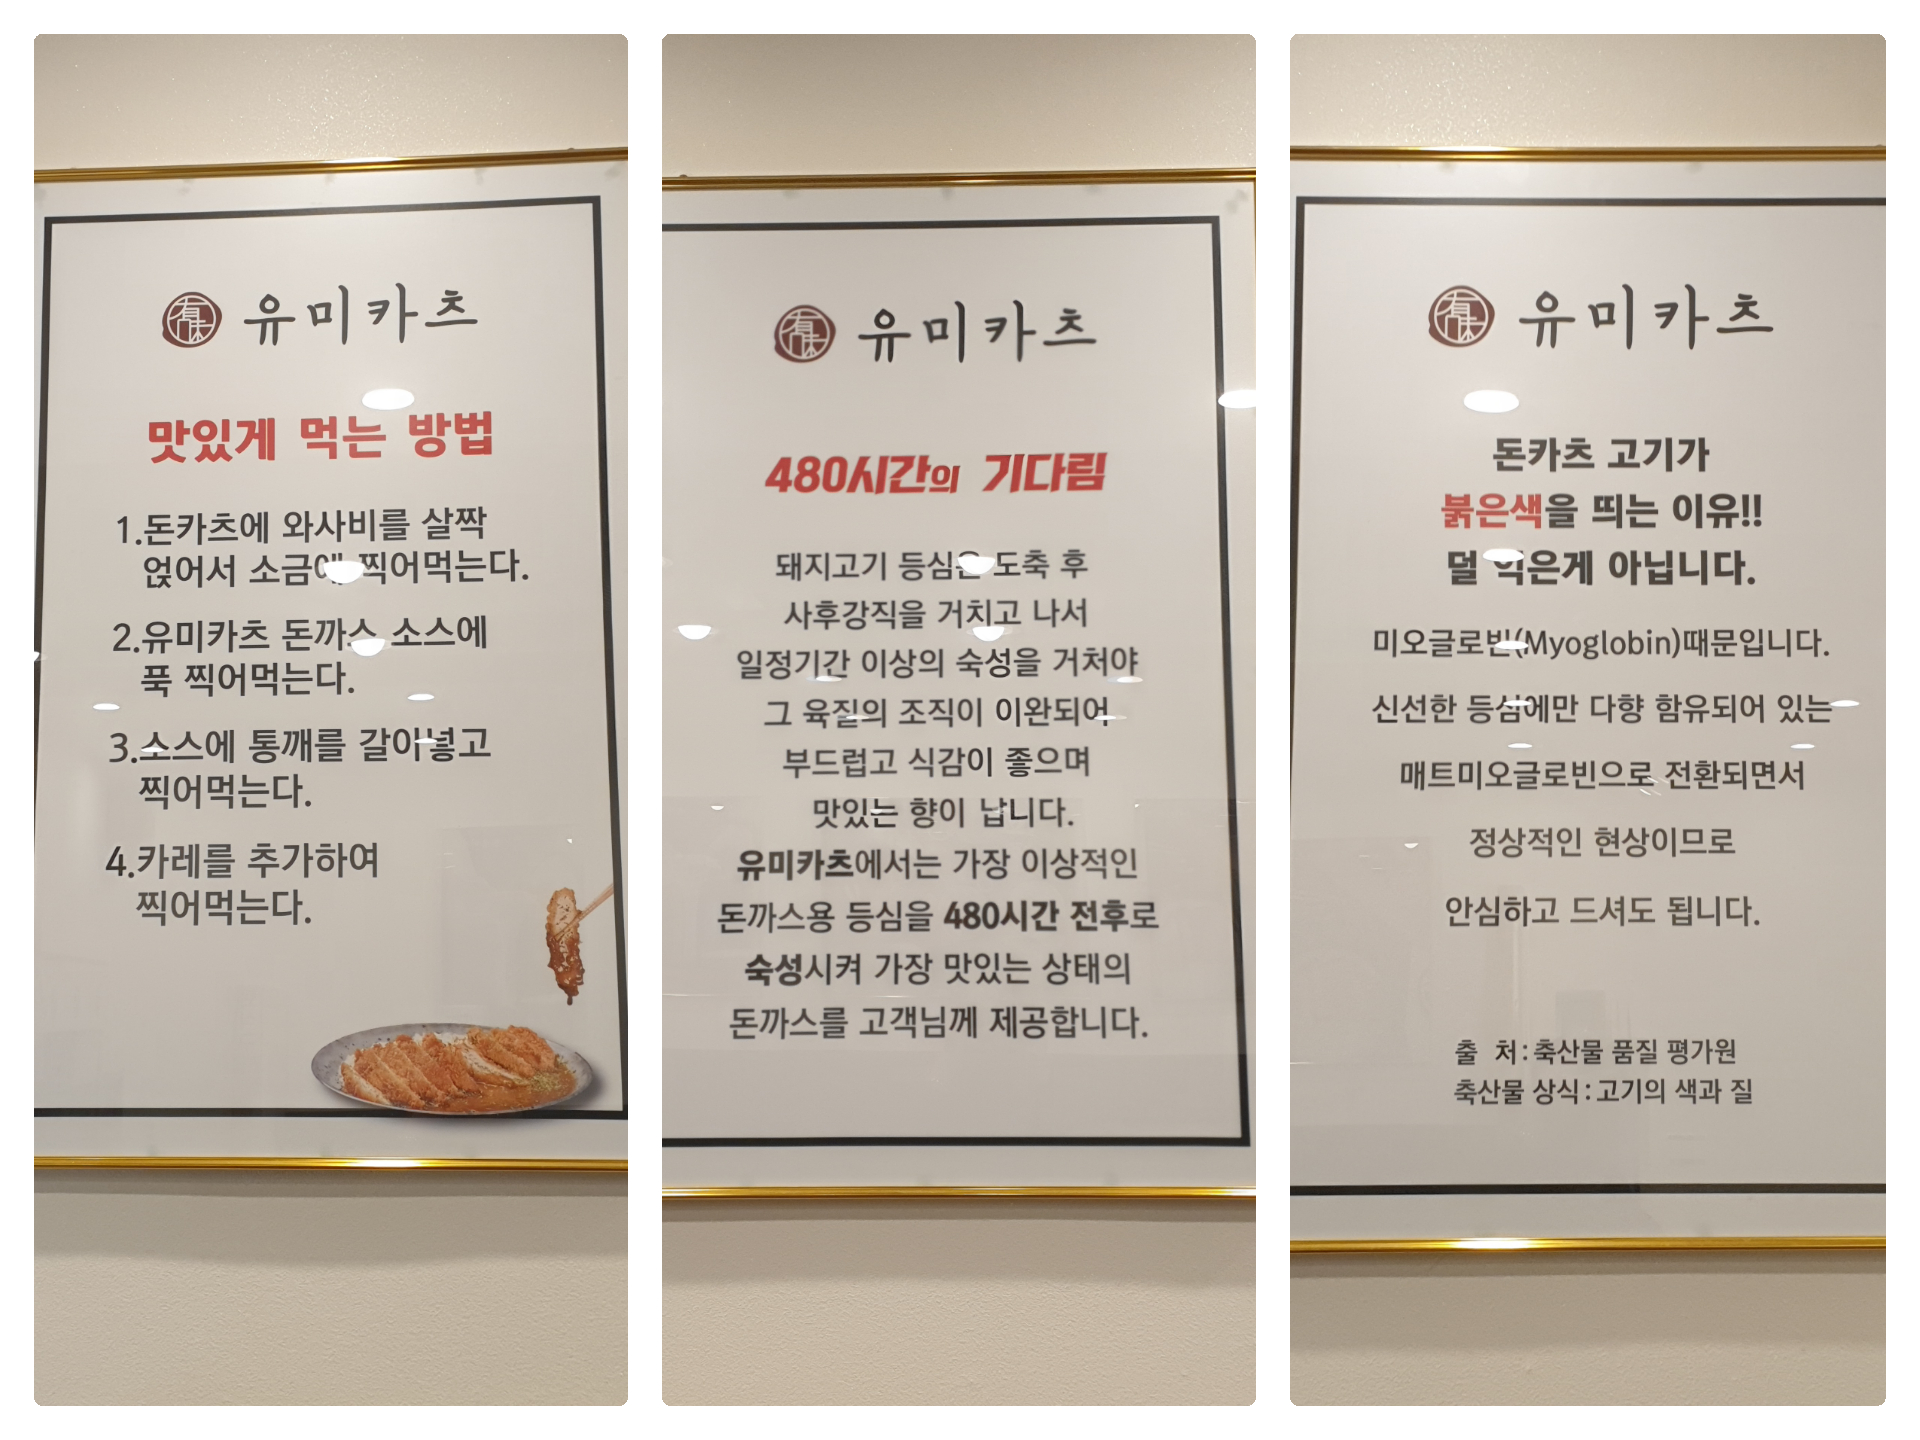 유미카츠
맛있게 먹는 방법
1.돈카츠에 와사비를 살짝
얹어서 소금에 찍어먹는다.
2.유미카츠 돈까스 소스에
푹 찍어먹는다.
3.소스에 통깨를 갈아넣고
찍어먹는다.
4.카레를 추가하여
찍어먹는다.
유미카츠
480시간의 기다림
돼지고기 등심은 도축 후
사후강직을 거치고 나서
일정기간 이상의 숙성을 거처야
그 육질의 조직이 이완되어
부드럽고 식감이 좋으며
맛있는 향이 납니다.
유미카츠에서는 가장 이상적인
돈까스용 등심을 480시간 전후로
숙성시켜 가장 맛있는 상태의
돈까스를 고객님께 제공합니다.
유미카츠
돈카츠 고기가
붉은색을 띄는 이유!!
덜 익은게 아닙니다.
미오글로빈(Myoglobin)때문입니다.
신선한 등심에만 다향 함유되어 있는
매트미오글로빈으로 전환되면서
정상적인 현상이므로
안심하고 드셔도 됩니다.
출 처:축산물 품질 평가원
축산물 상식:고기의 색과 질